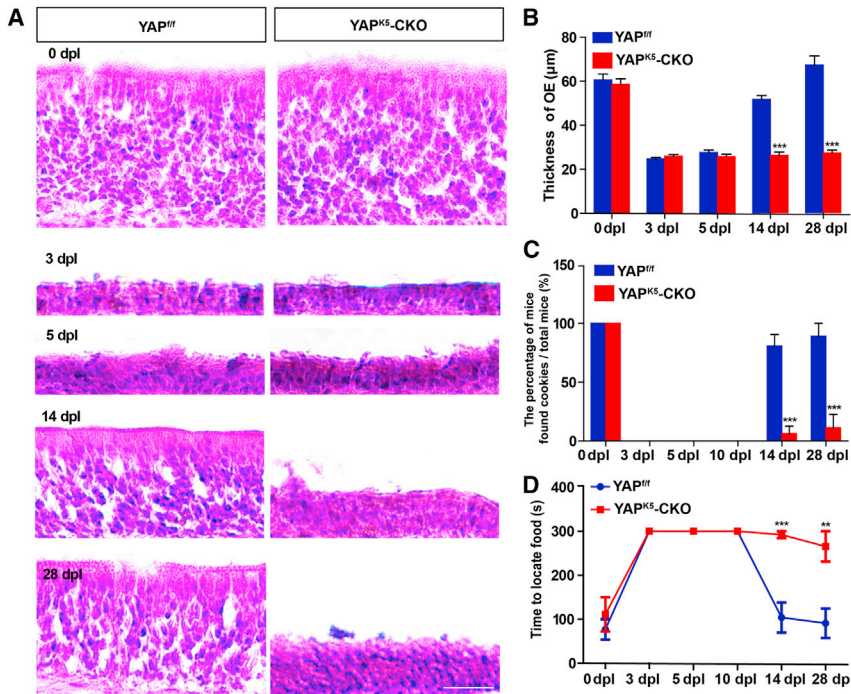 A
YAPf/f
YAPK5-CKO
0 dpl
3 dpl
5 dpl
14 dpl
28 dpl
B
YAPf/f
YAPK5-CKO
Thickness of OE (μm)
80
60
40
20
0
***
***
0 dpl 3 dpl 5 dpl 14 dpl 28 dpl
C
YAPf/f
YAPK5-CKO
The percentage of mice
found cookies / total mice (%)
150
100
50
0
***
***
0 dpl 3 dpl 5 dpl 10 dpl 14 dpl 28 dpl
D
YAPf/f
YAPK5-CKO
Time to locate food (s)
400
300
200
100
0
***
**
0 dpl 3 dpl 5 dpl 10 dpl 14 dpl 28 dp